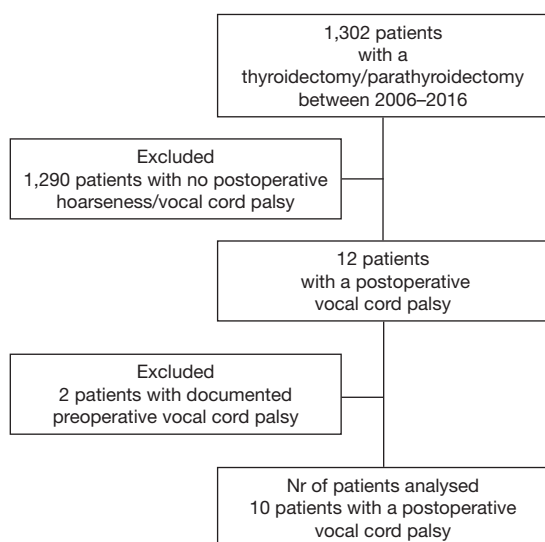 1,302 patients
with a
thyroidectomy/parathyroidectomy
between 2006–2016
Excluded
1,290 patients with no postoperative
hoarseness/vocal cord palsy
12 patients
with a postoperative
vocal cord palsy
Excluded
2 patients with documented
preoperative vocal cord palsy
Nr of patients analysed
10 patients with a postoperative
vocal cord palsy